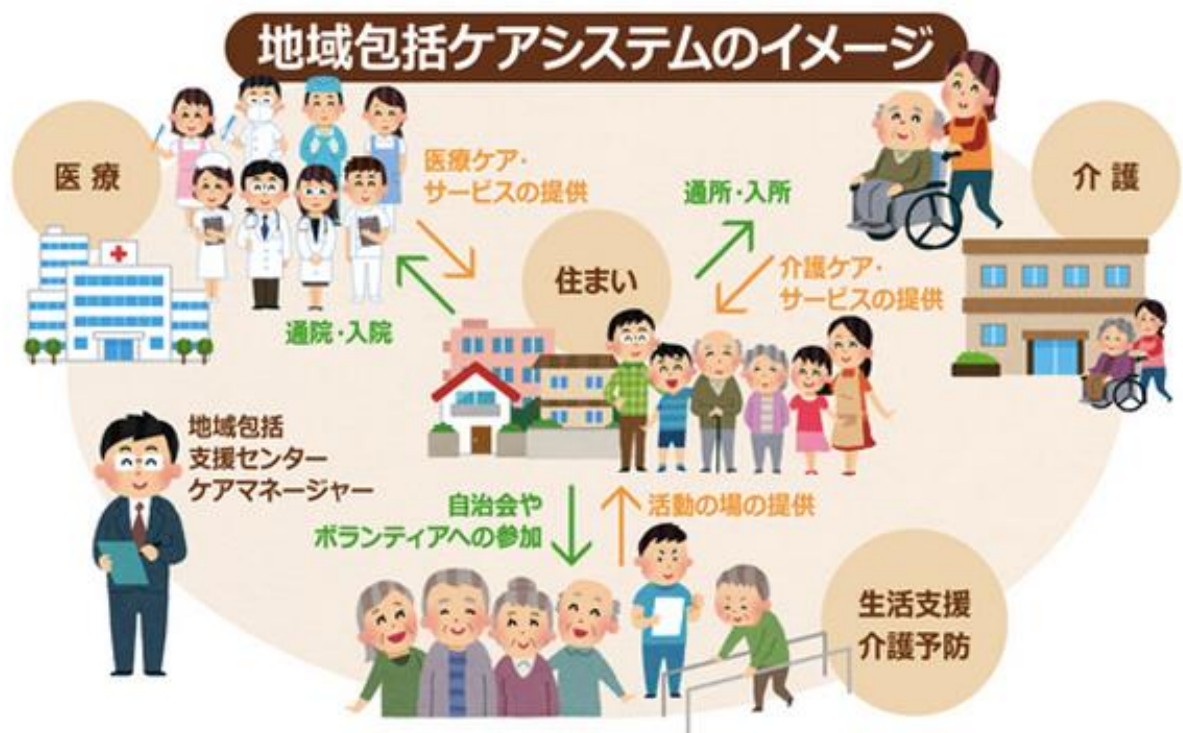 地域包括ケアシステムのイメージ
医療
医療ケア・
サービスの提供
通所・入所
介護
住まい
介護ケア・
サービスの提供
通院・入院
地域包括
支援センター
ケアマネージャー
自治会や
ボランティアへの参加
活動の場の提供
生活支援
介護予防